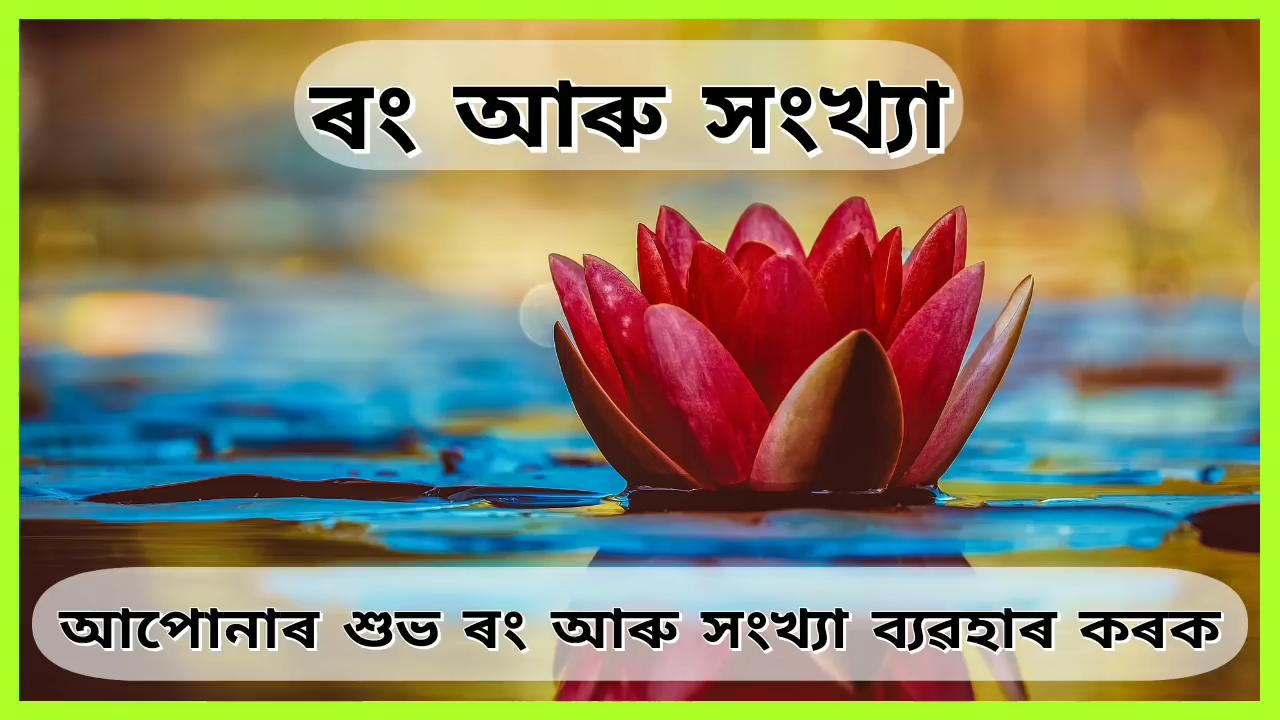 ৰং আৰু সংখ্যা
আপোনাৰ শুভ ৰং আৰু সংখ্যা ব্যৱহাৰ কৰক